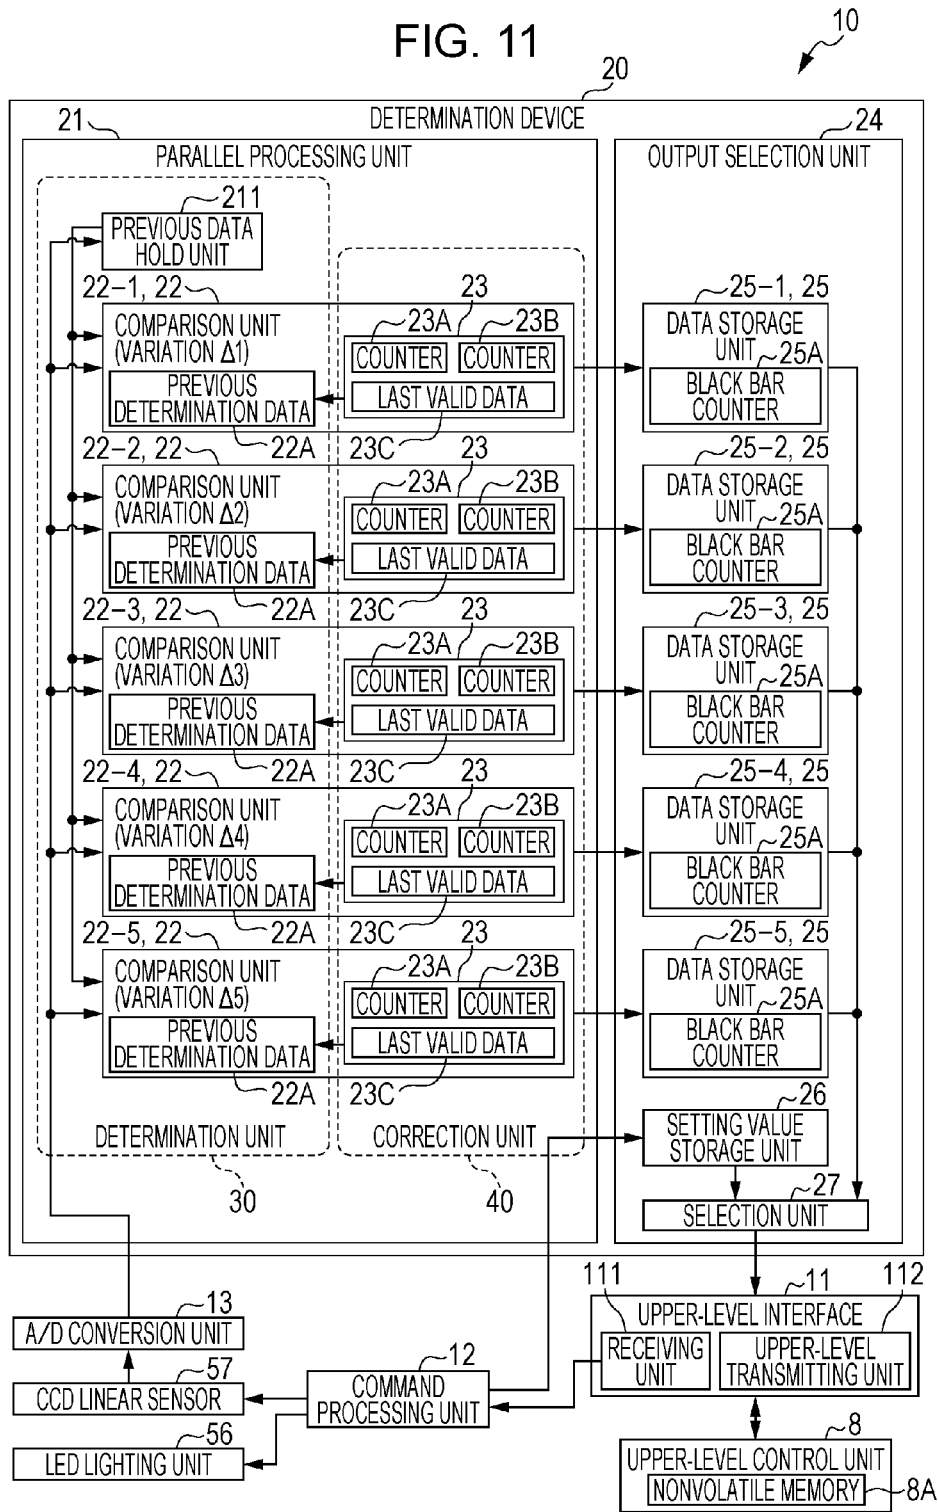 FIG. 11
10
20
DETERMINATION DEVICE
21
PARALLEL PROCESSING UNIT
24
OUTPUT SELECTION UNIT
211
PREVIOUS DATA
HOLD UNIT
22-1, 22
COMPARISON UNIT
(VARIATION Δ1)
PREVIOUS
DETERMINATION DATA
22A
23
23A
23B
COUNTER
COUNTER
LAST VALID DATA
23C
25-1, 25
DATA STORAGE
UNIT
25A
BLACK BAR
COUNTER
22-2, 22
COMPARISON UNIT
(VARIATION Δ2)
PREVIOUS
DETERMINATION DATA
22A
23
23A
23B
COUNTER
COUNTER
LAST VALID DATA
23C
25-2, 25
DATA STORAGE
UNIT
25A
BLACK BAR
COUNTER
22-3, 22
COMPARISON UNIT
(VARIATION Δ3)
PREVIOUS
DETERMINATION DATA
22A
23
23A
23B
COUNTER
COUNTER
LAST VALID DATA
23C
25-3, 25
DATA STORAGE
UNIT
25A
BLACK BAR
COUNTER
22-4, 22
COMPARISON UNIT
(VARIATION Δ4)
PREVIOUS
DETERMINATION DATA
22A
23
23A
23B
COUNTER
COUNTER
LAST VALID DATA
23C
25-4, 25
DATA STORAGE
UNIT
25A
BLACK BAR
COUNTER
22-5, 22
COMPARISON UNIT
(VARIATION Δ5)
PREVIOUS
DETERMINATION DATA
22A
23
23A
23B
COUNTER
COUNTER
LAST VALID DATA
23C
25-5, 25
DATA STORAGE
UNIT
25A
BLACK BAR
COUNTER
DETERMINATION UNIT
30
CORRECTION UNIT
40
26
SETTING VALUE
STORAGE UNIT
27
SELECTION UNIT
13
A/D CONVERSION UNIT
57
CCD LINEAR SENSOR
56
LED LIGHTING UNIT
12
COMMAND
PROCESSING UNIT
111
11
112
UPPER-LEVEL INTERFACE
RECEIVING
UNIT
UPPER-LEVEL
TRANSMITTING UNIT
8
UPPER-LEVEL CONTROL UNIT
NONVOLATILE MEMORY
8A